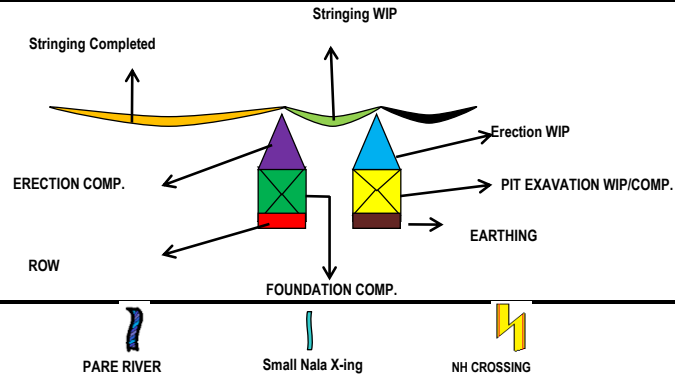 Stringing WIP
Stringing Completed
Erection WIP
ERECTION COMP.
PIT EXAVATION WIP/COMP.
EARTHING
ROW
FOUNDATION COMP.
PARE RIVER
Small Nala X-ing
NH CROSSING